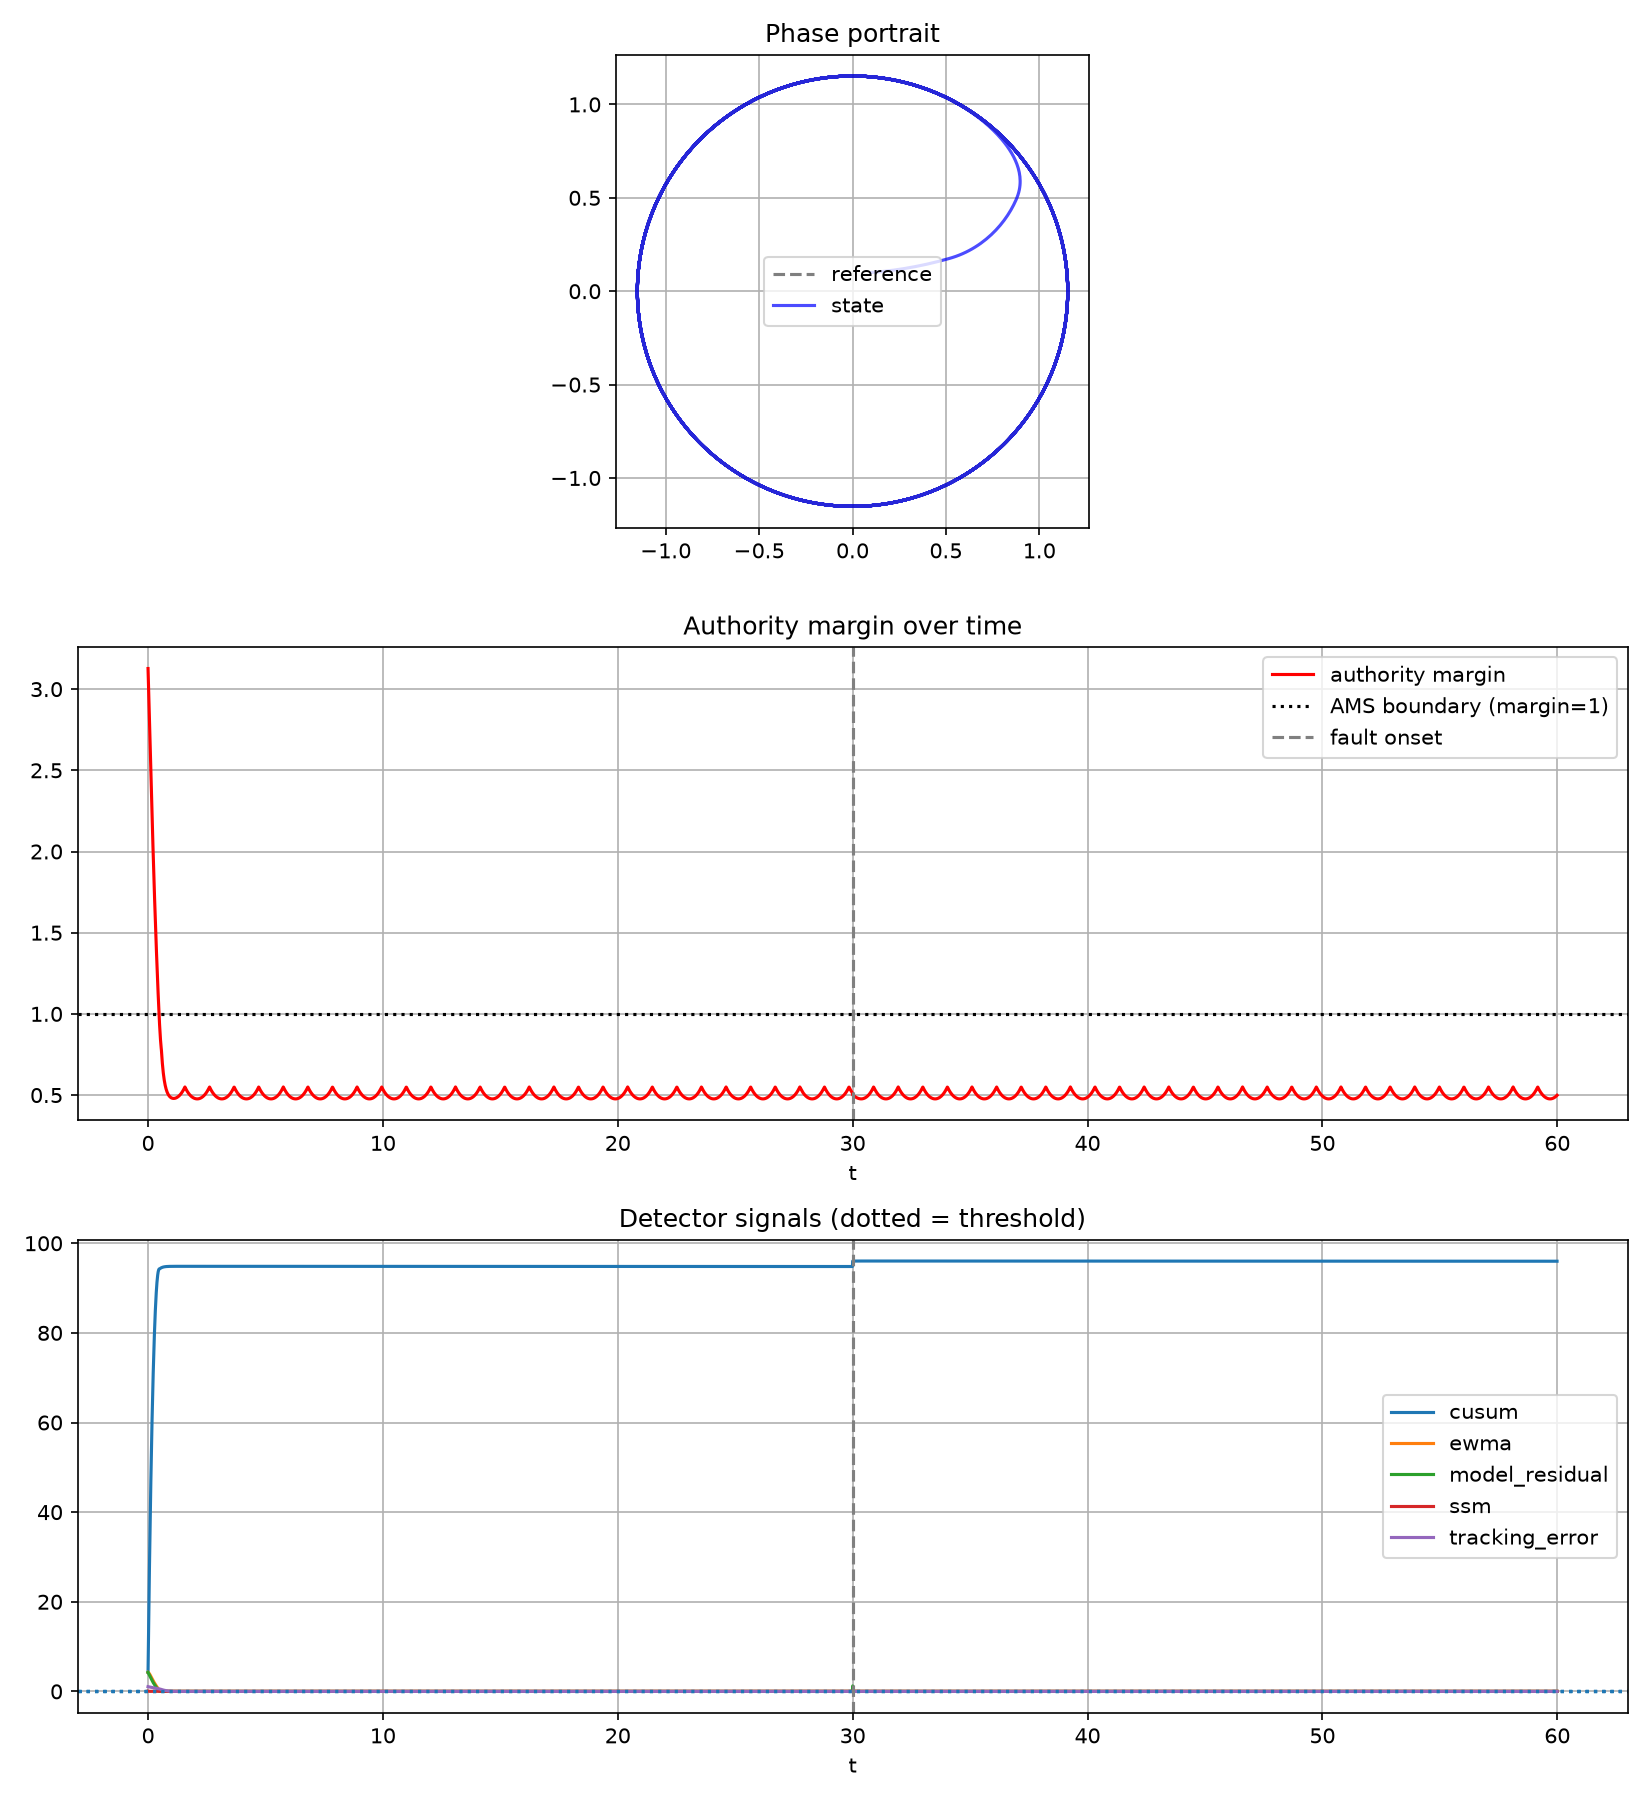 Phase portrait
1.0
0.5
0.0
−0.5
−1.0
reference
state
−1.0 −0.5 0.0 0.5 1.0
Authority margin over time
3.0
2.5
2.0
1.5
1.0
0.5
authority margin
AMS boundary (margin=1)
fault onset
0 10 20 30 40 50 60
t
Detector signals (dotted = threshold)
100
80
60
40
20
0
cusum
ewma
model_residual
ssm
tracking_error
0 10 20 30 40 50 60
t